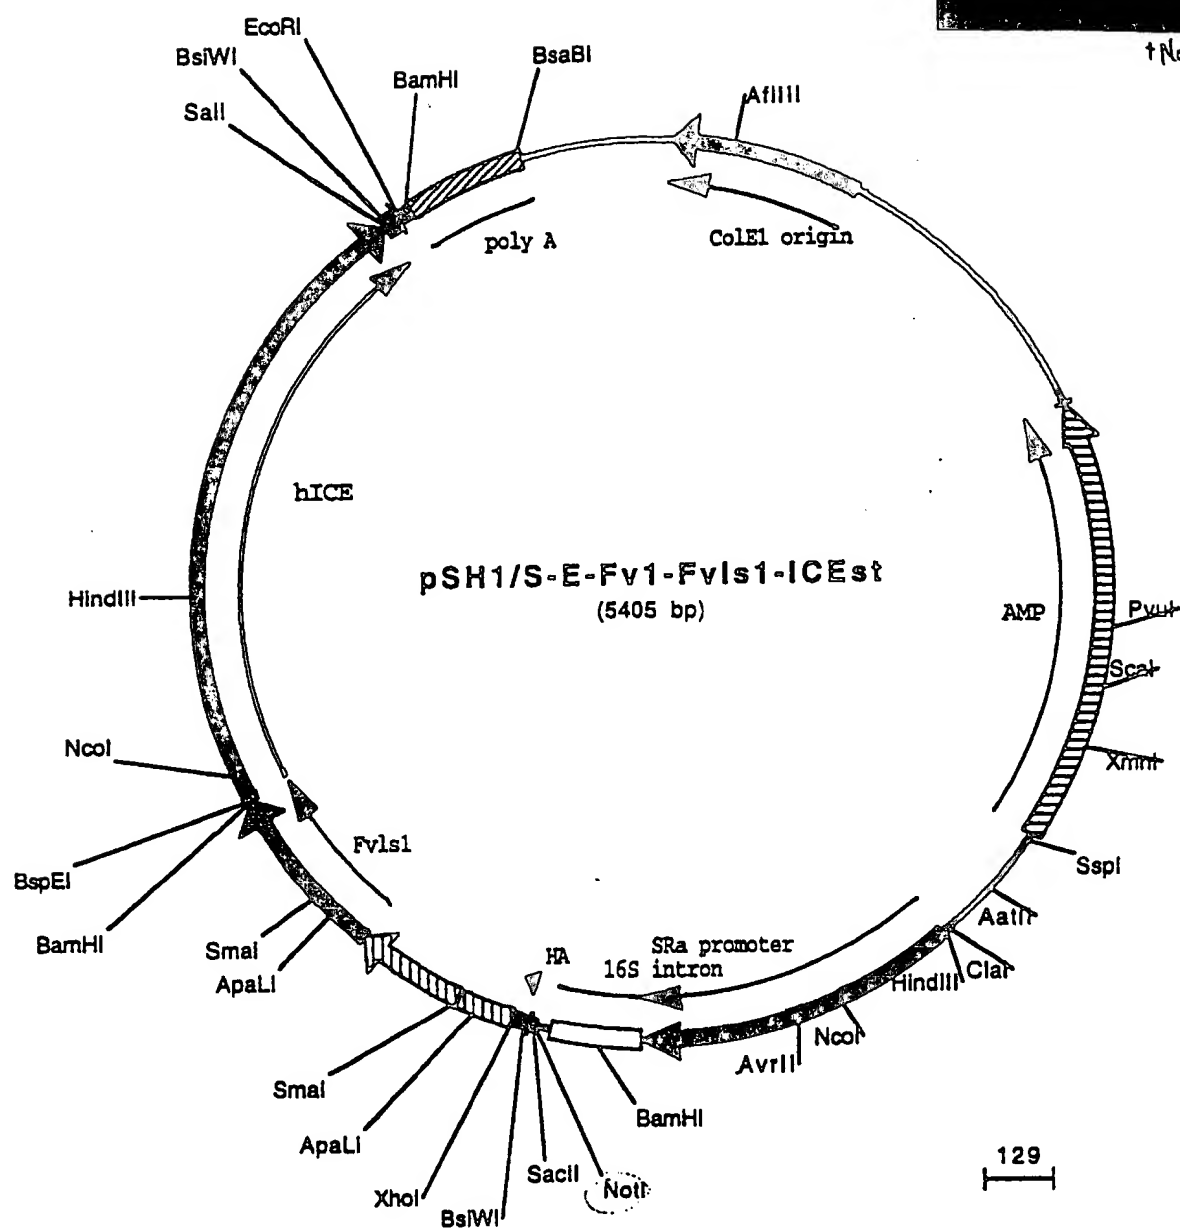 EcoRI
BsiWI
SalI
BamHI
BsaBI
AflIII
poly A
ColE1 origin
hICE
pSH1/S-E-Fv1-Fvls1-ICEst
(5405 bp)
HindIII
AMP
PvuI
ScaI
XmnI
NcoI
Fvls1
BspEI
BamHI
SspI
AatII
SmaI
ApaLI
HA
SRa promoter
16S intron
HindIII
ClaI
NcoI
AvrII
SmaI
ApaLI
BamHI
XhoI
BsiWI
SacII
NotI
129